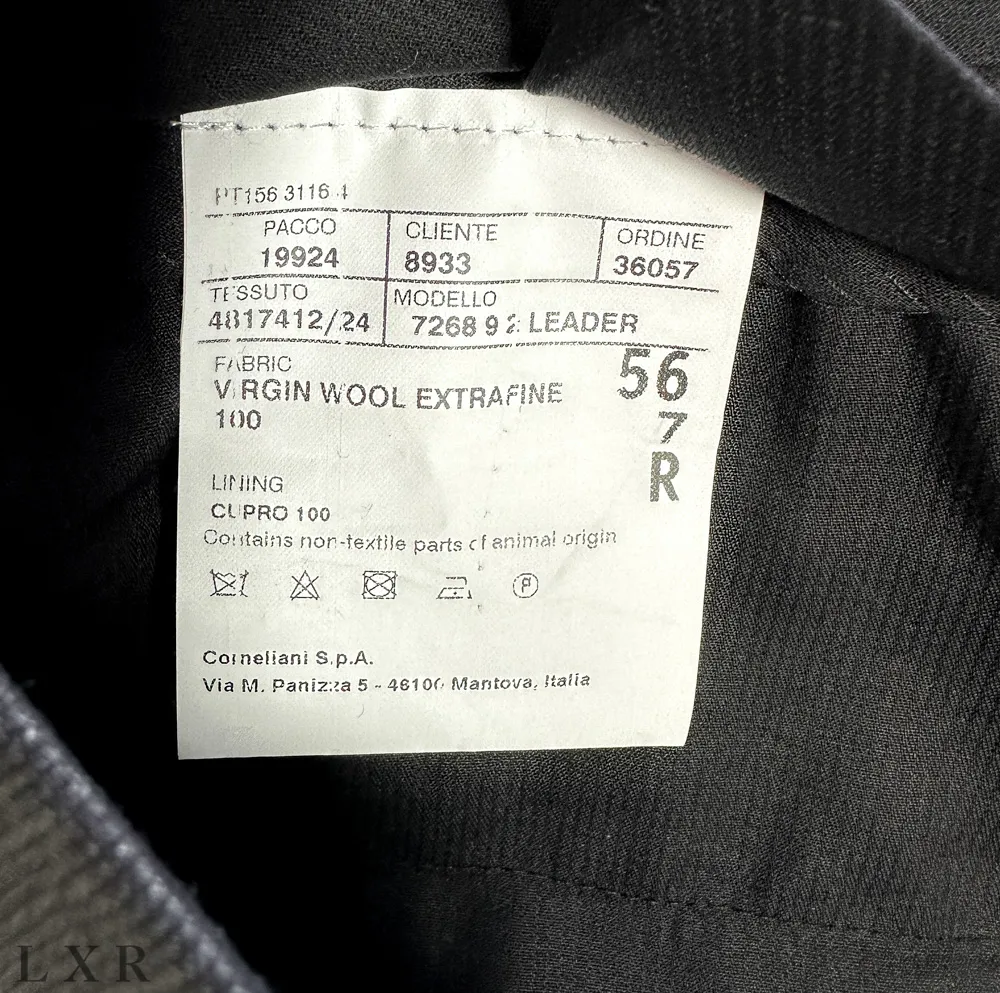 PT156 3116 4
PACCO CLIENTE ORDINE
19924 8933 36057
TESSUTO MODELLO
4817412/24 7268 9 2 LEADER
FABRIC
VIRGIN WOOL EXTRAFINE
100
56
7
R
LINING
CUPRO 100
Contains non-textile parts of animal origin
P
Corneliani S.p.A.
Via M. Panizza 5 - 46100 Mantova, Italia
LXR